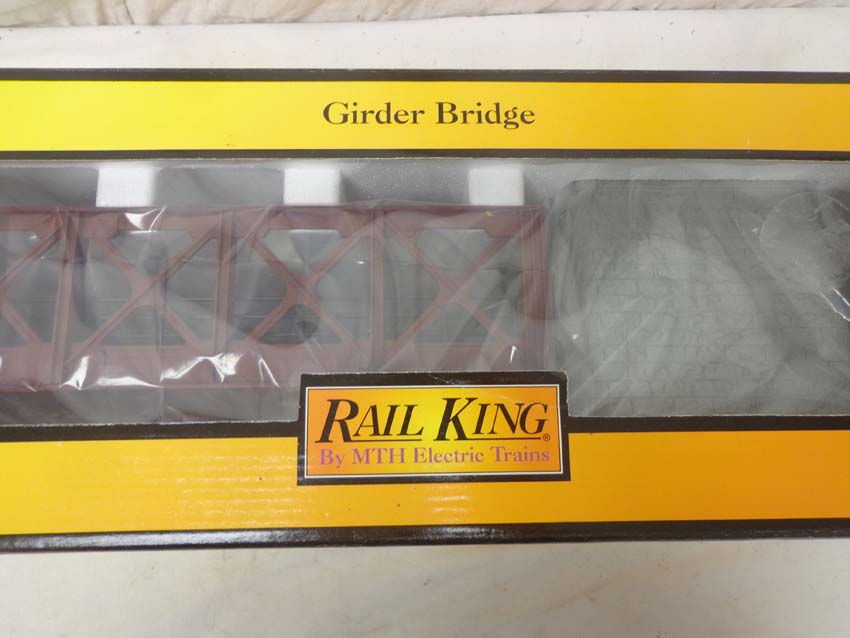 Girder Bridge
RAIL KING®
By MTH Electric Trains